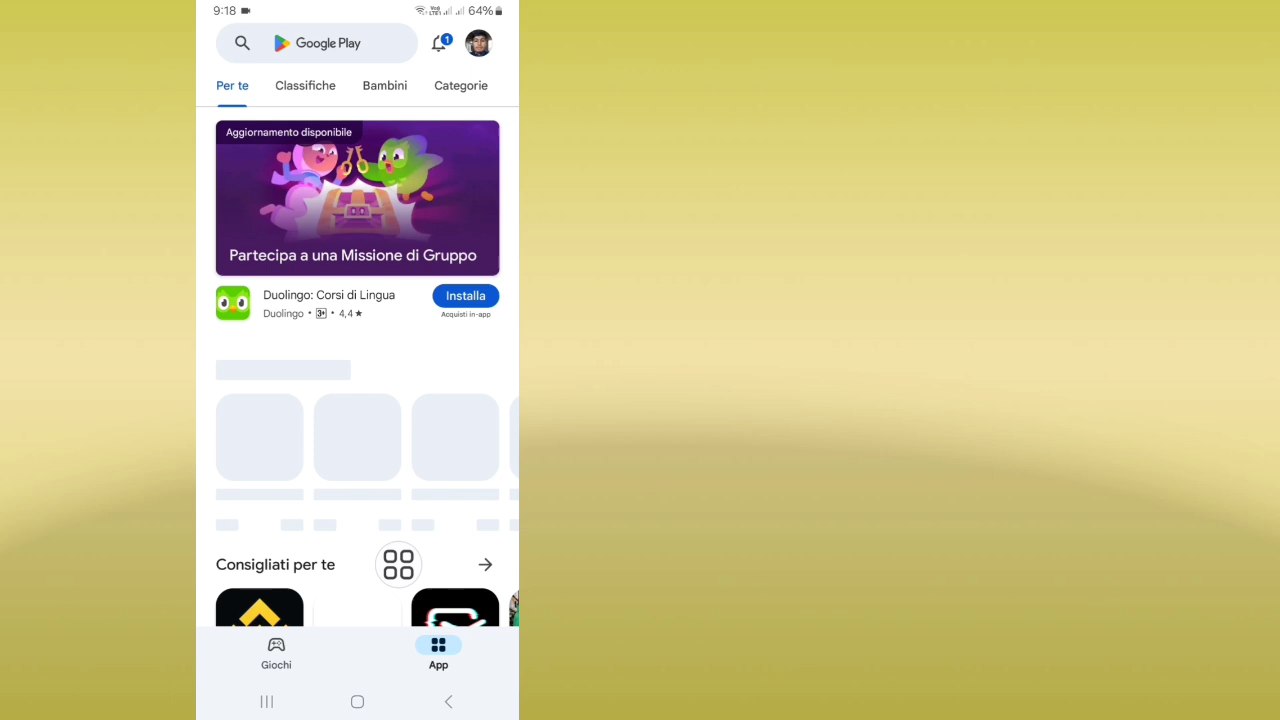 9:18 64%
Google Play 1
Per te Classifiche Bambini Categorie
Aggiornamento disponibile
Partecipa a una Missione di Gruppo
Duolingo: Corsi di Lingua
Installa
Duolingo • 3+ • 4,4 ★
Acquisti in-app
Consigliati per te
Giochi App